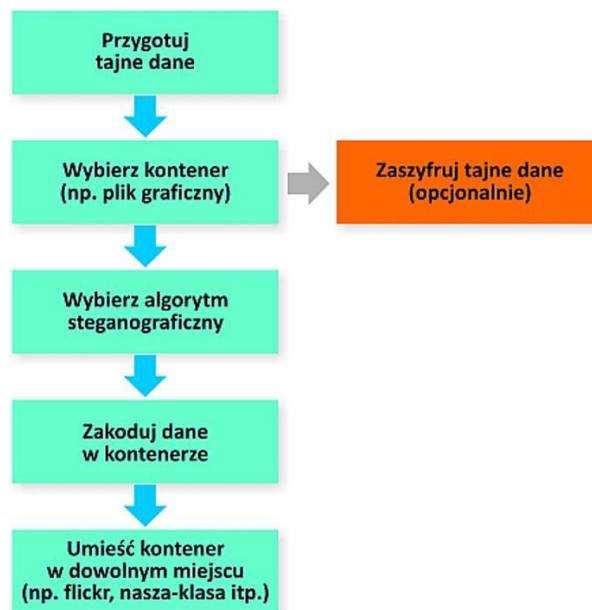 Przygotuj
tajne dane
Wybierz kontener
(np. plik graficzny)
Zaszyfruj tajne dane
(opcjonalnie)
Wybierz algorytm
steganograficzny
Zakoduj dane
w kontenerze
Umieść kontener
w dowolnym miejscu
(np. flickr, nasza-klasa itp.)